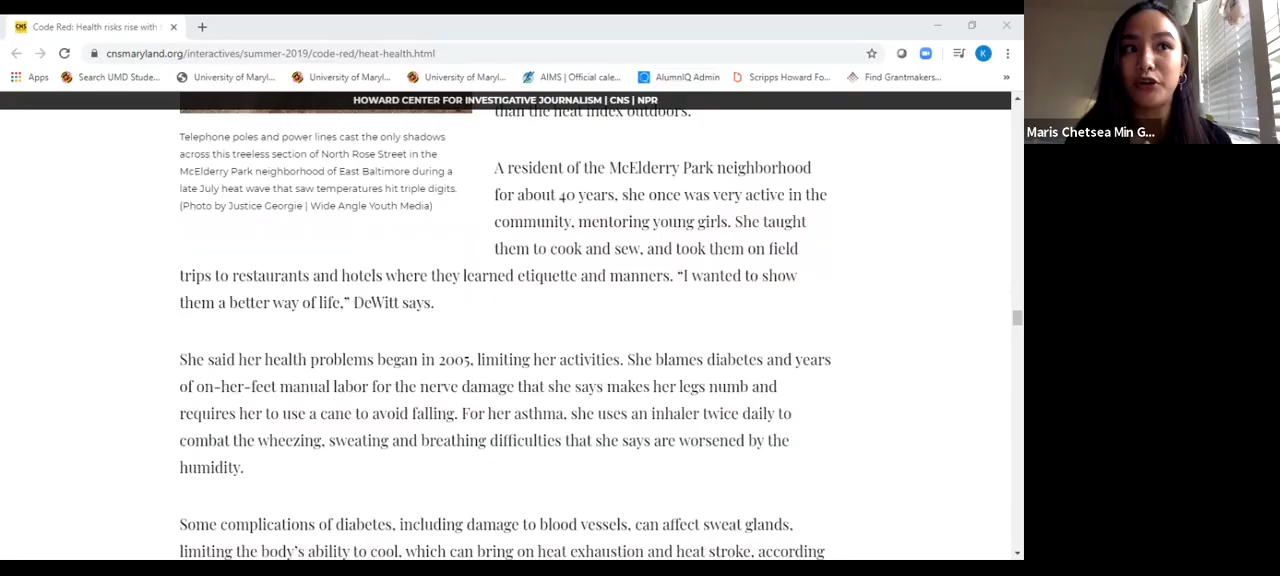 Code Red: Health risks rise with
cnsmaryland.org/interactives/summer-2019/code-red/heat-health.html
K
Apps
Search UMD Stude...
University of Maryl...
University of Maryl...
University of Maryl...
AIMS | Official cale...
AlumnIQ Admin
Scripps Howard Fo...
Find Grantmakers...
HOWARD CENTER FOR INVESTIGATIVE JOURNALISM | CNS | NPR
Telephone poles and power lines cast the only shadows
across this treeless section of North Rose Street in the
McElderry Park neighborhood of East Baltimore during a
late July heat wave that saw temperatures hit triple digits.
(Photo by Justice Georgie | Wide Angle Youth Media)
than the heat index outdoors.
A resident of the McElderry Park neighborhood
for about 40 years, she once was very active in the
community, mentoring young girls. She taught
them to cook and sew, and took them on field
trips to restaurants and hotels where they learned etiquette and manners. “I wanted to show
them a better way of life,” DeWitt says.
She said her health problems began in 2005, limiting her activities. She blames diabetes and years
of on-her-feet manual labor for the nerve damage that she says makes her legs numb and
requires her to use a cane to avoid falling. For her asthma, she uses an inhaler twice daily to
combat the wheezing, sweating and breathing difficulties that she says are worsened by the
humidity.
Some complications of diabetes, including damage to blood vessels, can affect sweat glands,
limiting the body’s ability to cool, which can bring on heat exhaustion and heat stroke, according
Maris Chetsea Min G...